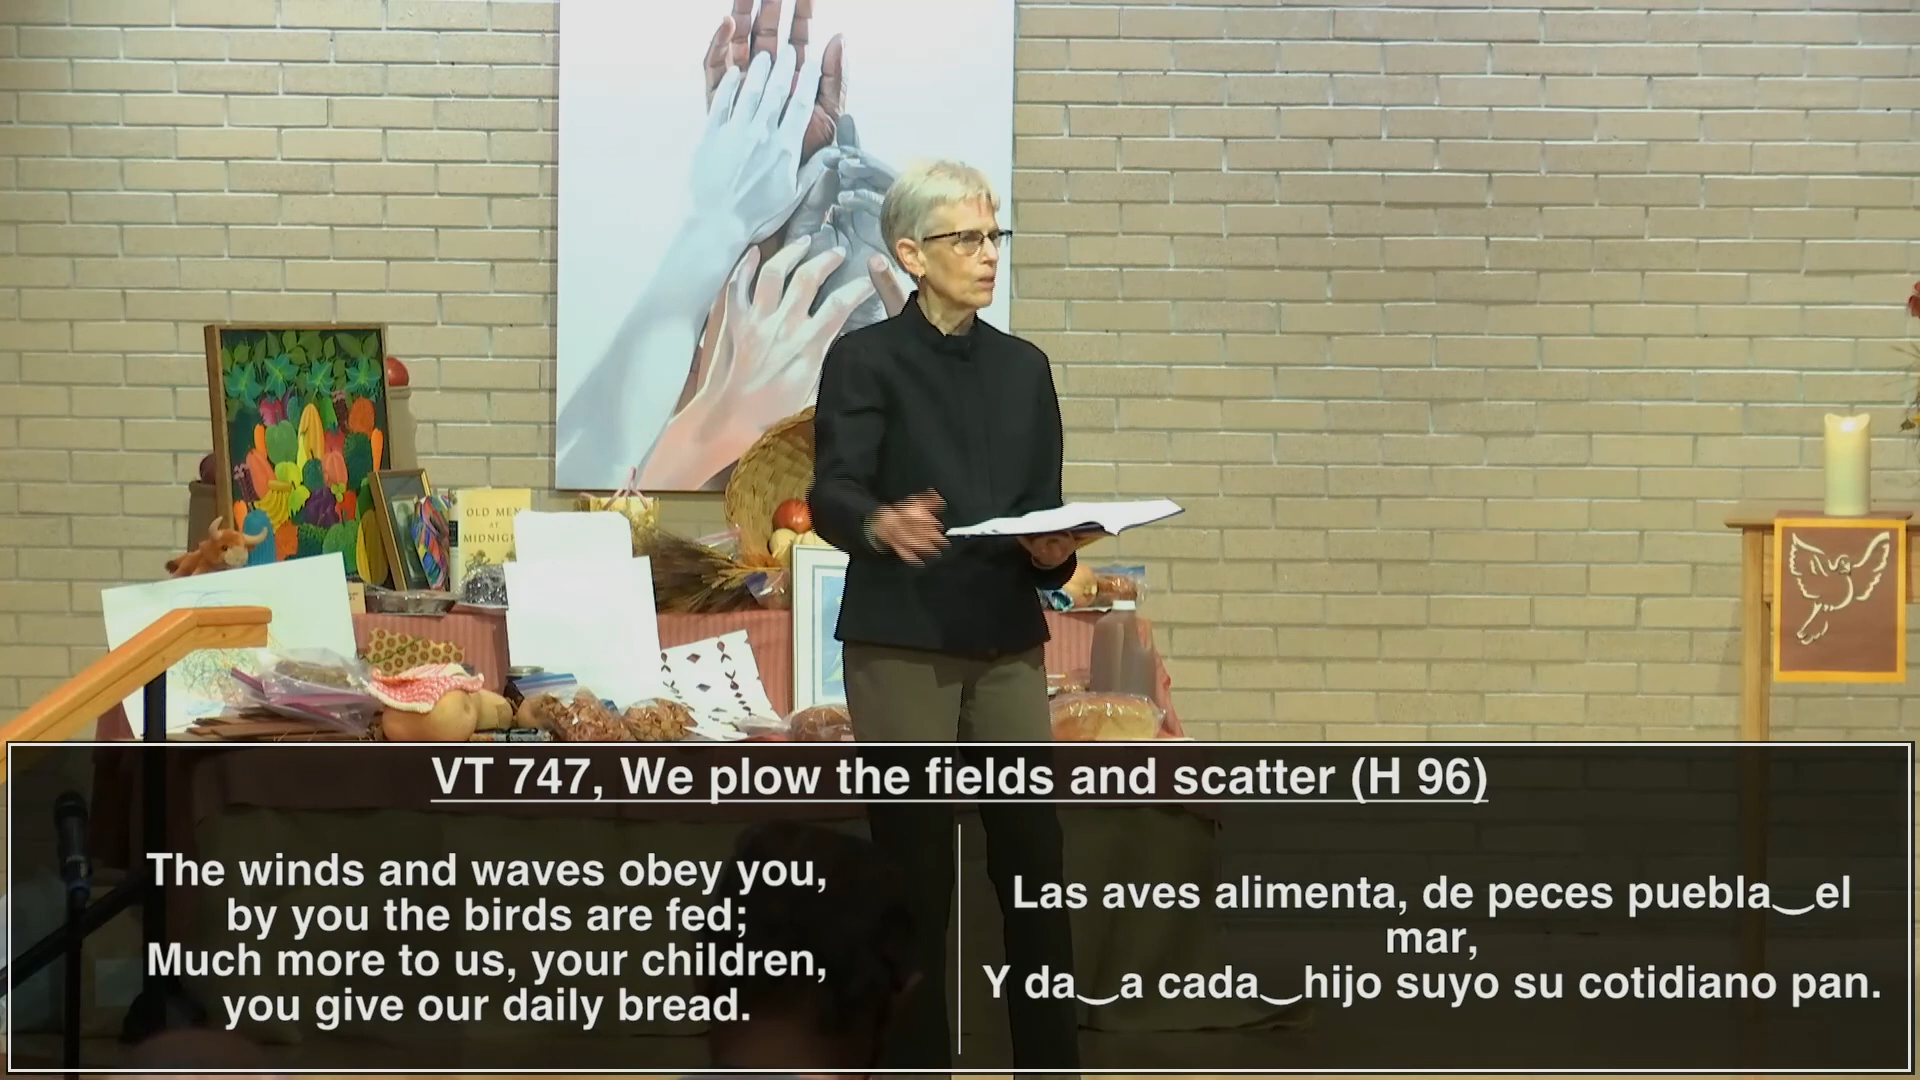 OLD MEN
AT
VT 747, We plow the fields and scatter (H 96)
The winds and waves obey you,
by you the birds are fed;
Much more to us, your children,
you give our daily bread.
Las aves alimenta, de peces puebla‿el
mar,
Y da‿a cada‿hijo suyo su cotidiano pan.